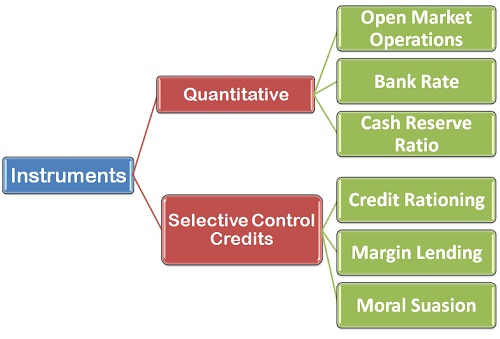 Instruments
Quantitative
Open Market
Operations
Bank Rate
Cash Reserve
Ratio
Selective Control
Credits
Credit Rationing
Margin Lending
Moral Suasion